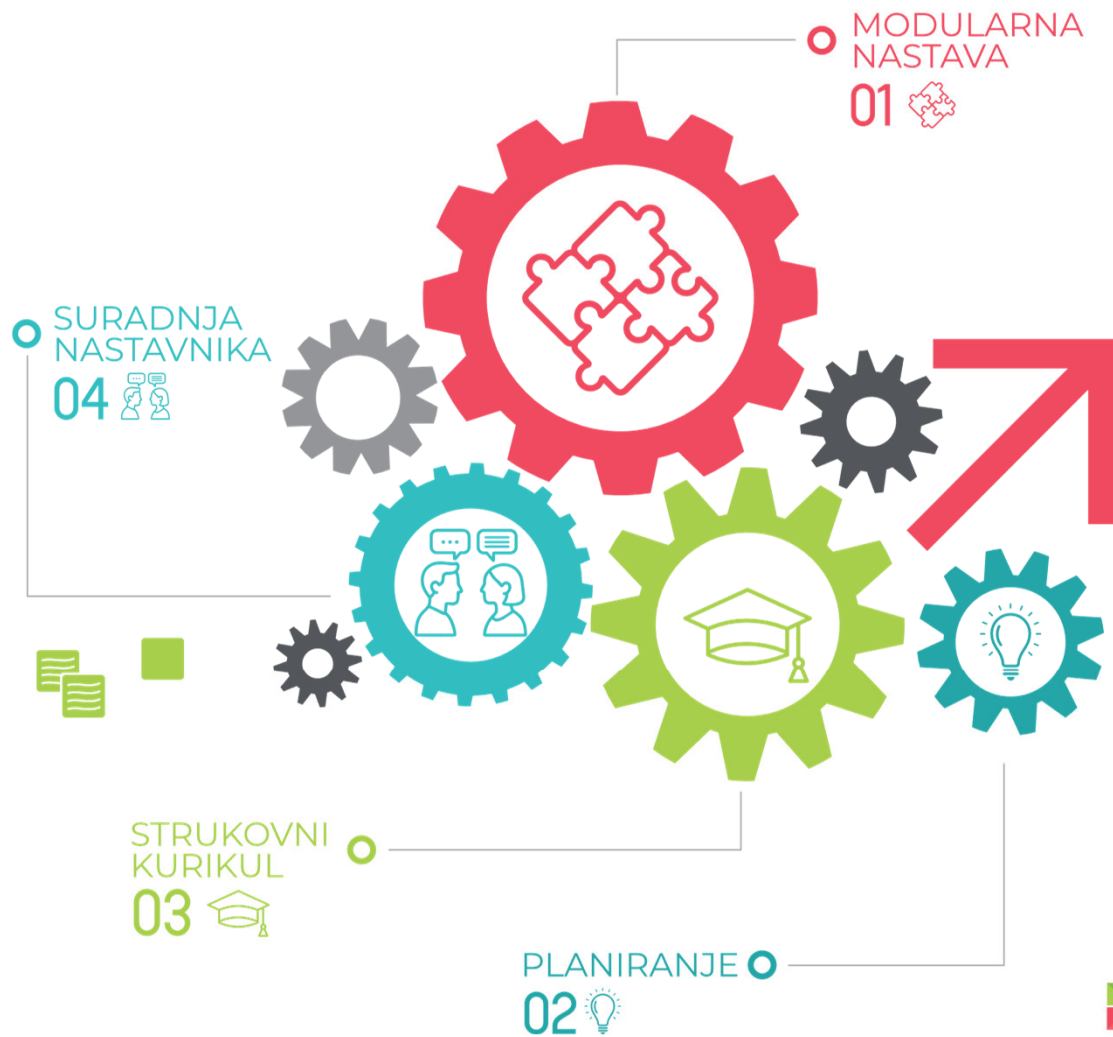 MODULARNA
NASTAVA
01
SURADNJA
NASTAVNIKA
04
STRUKOVNI
KURIKUL
03
PLANIRANJE
02